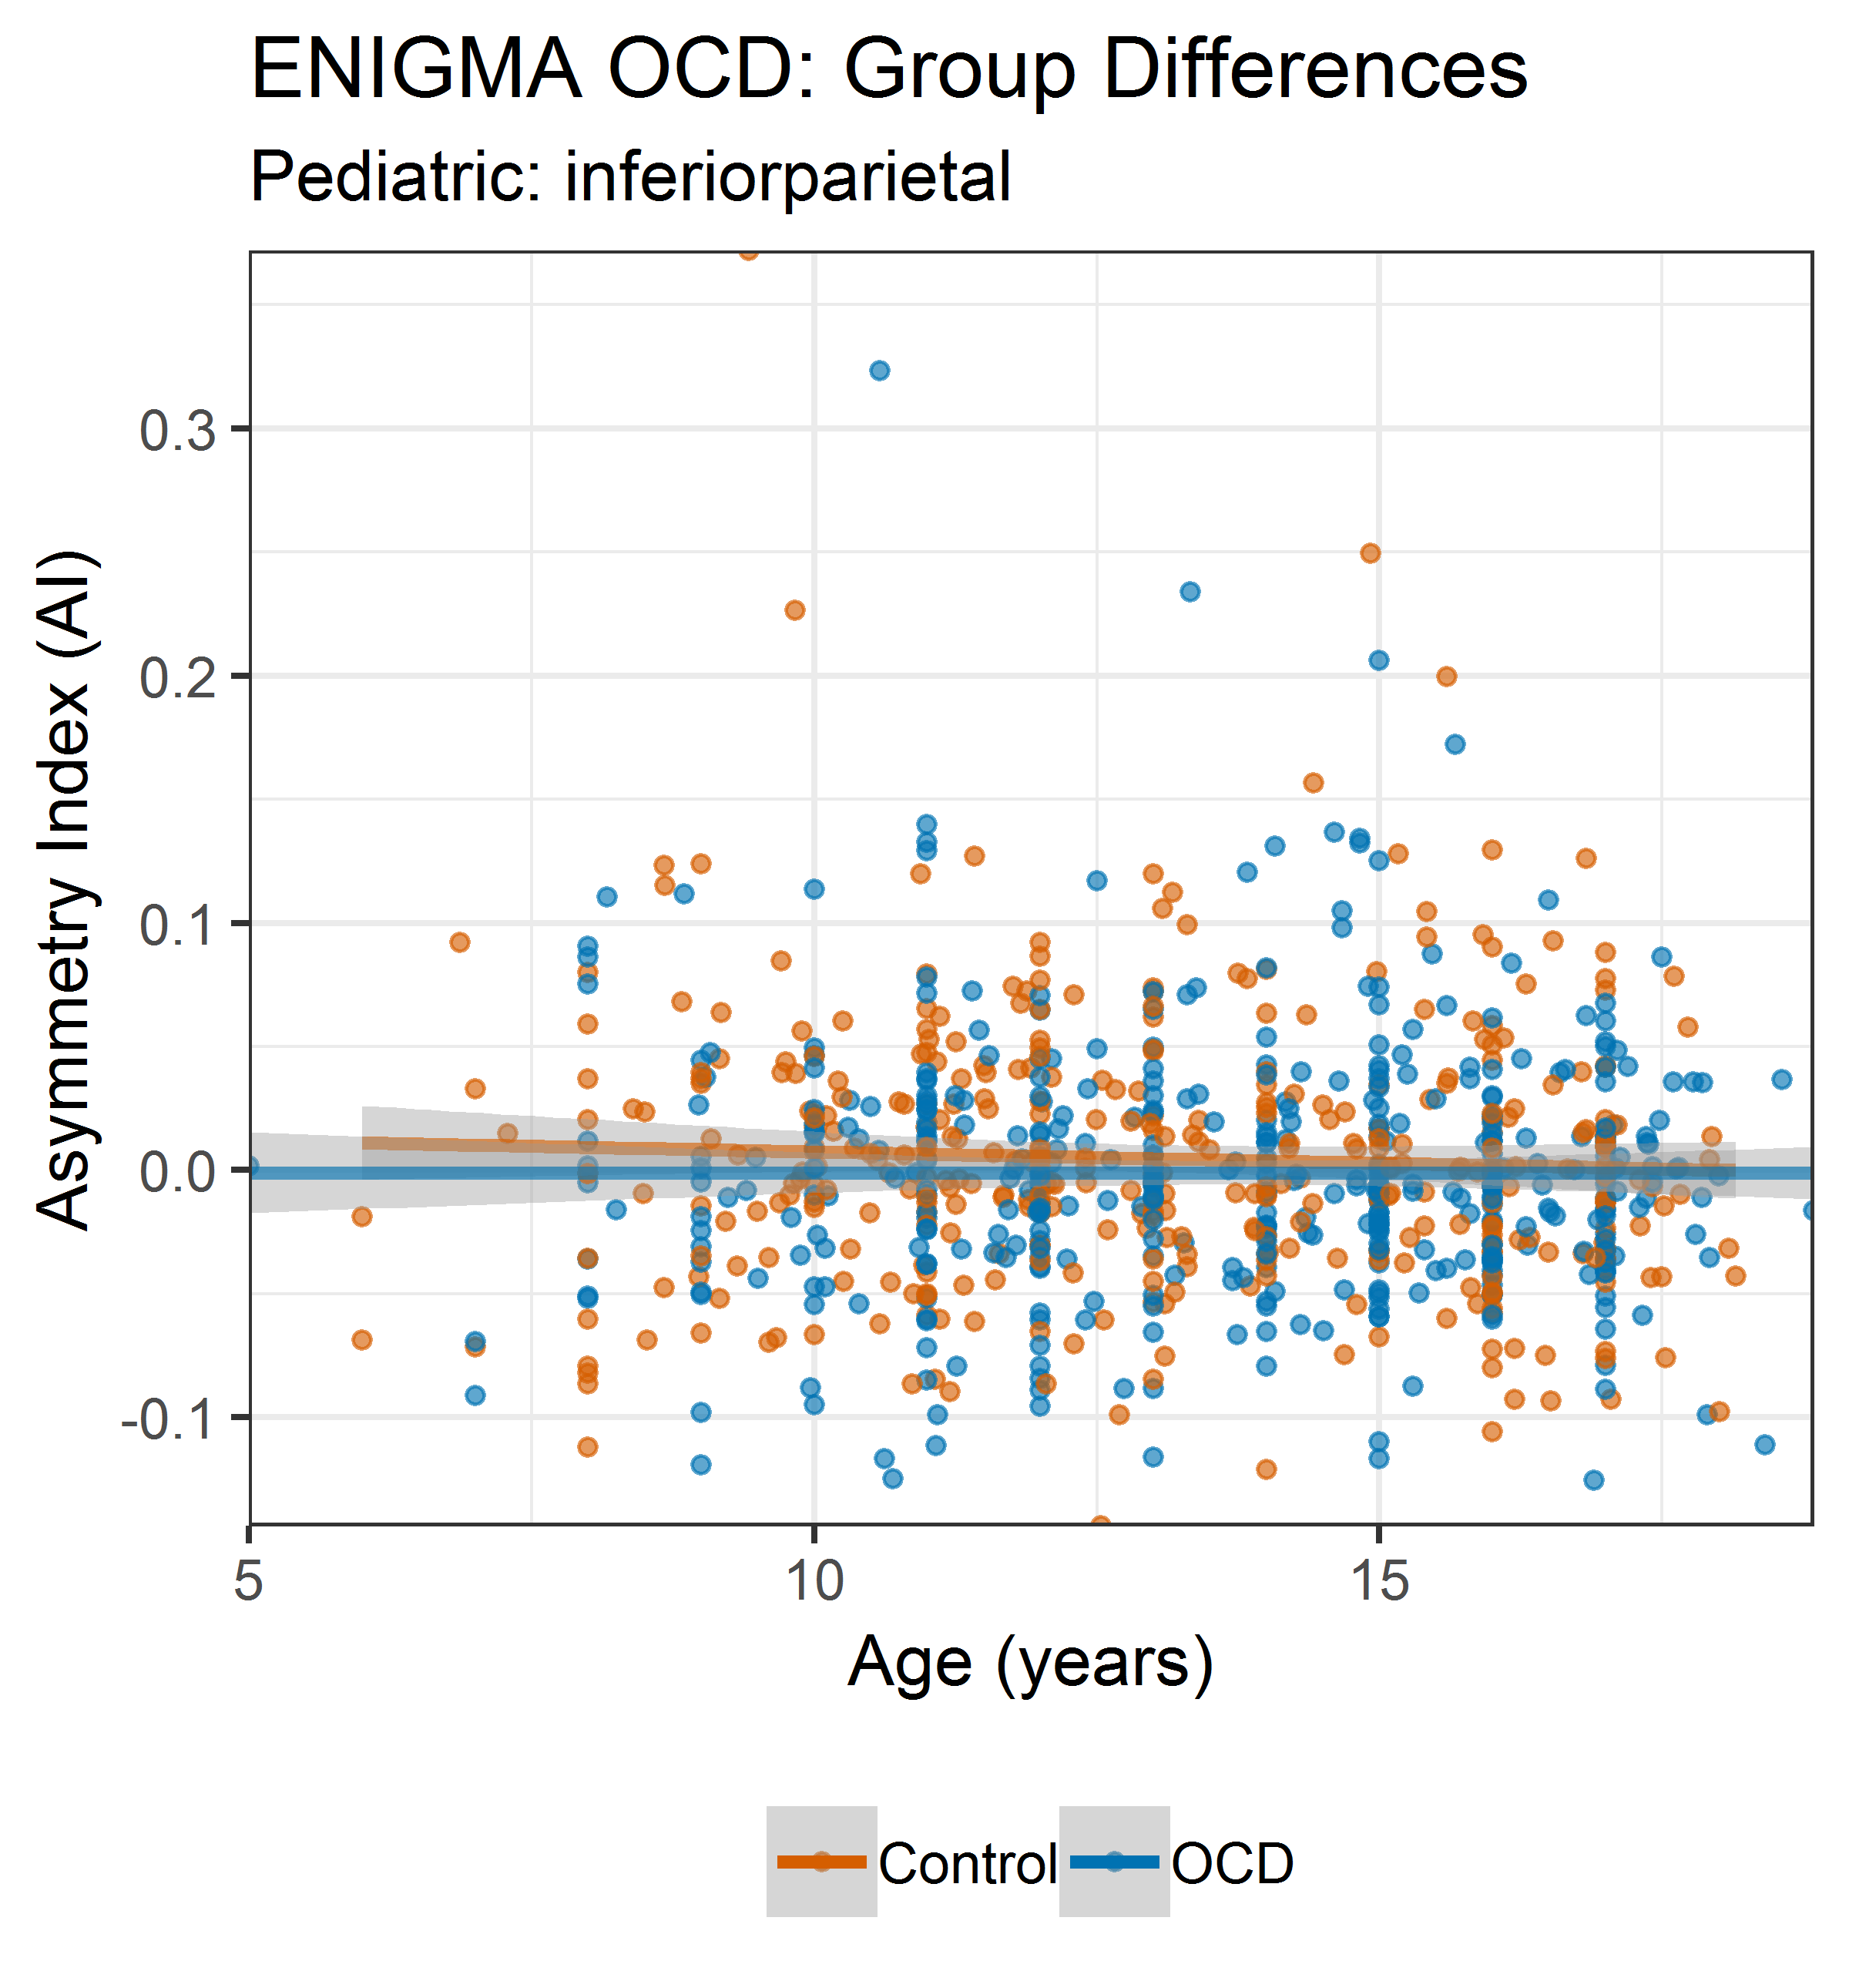 ENIGMA OCD: Group Differences
Pediatric: inferiorparietal
Asymmetry Index (AI)
0.3
0.2
0.1
0.0
-0.1
5 10 15
Age (years)
Control OCD